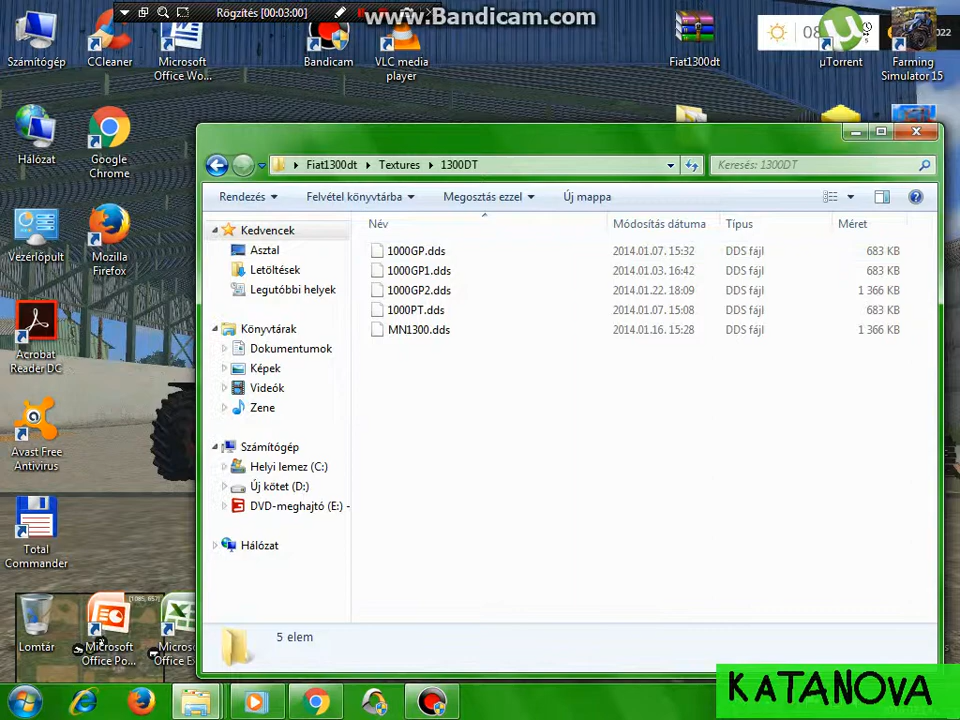 Rögzítés [00:03:00]
www.Bandicam.com
Számítógép
CCleaner
Microsoft
Office Wo...
Bandicam
VLC media
player
Fiat1300dt
µTorrent
Farming
Simulator 15
Hálózat
Google
Chrome
Vezérlőpult
Mozilla
Firefox
Acrobat
Reader DC
Avast Free
Antivirus
Total
Commander
Lomtár
Microsoft
Office Po...
Fiat1300dt
Textures
1300DT
Keresés: 1300DT
Rendezés
Felvétel könyvtárba
Megosztás ezzel
Új mappa
Kedvencek
Asztal
Letöltések
Legutóbbi helyek
Könyvtárak
Dokumentumok
Képek
Videók
Zene
Számítógép
Helyi lemez (C:)
Új kötet (D:)
DVD-meghajtó (E:) -
Hálózat
Név Módosítás dátuma Típus Méret
1000GP.dds 2014.01.07. 15:32 DDS fájl 683 KB
1000GP1.dds 2014.01.03. 16:42 DDS fájl 683 KB
1000GP2.dds 2014.01.22. 18:09 DDS fájl 1 366 KB
1000PT.dds 2014.01.07. 15:08 DDS fájl 683 KB
MN1300.dds 2014.01.16. 15:28 DDS fájl 1 366 KB
5 elem
KATANOVA